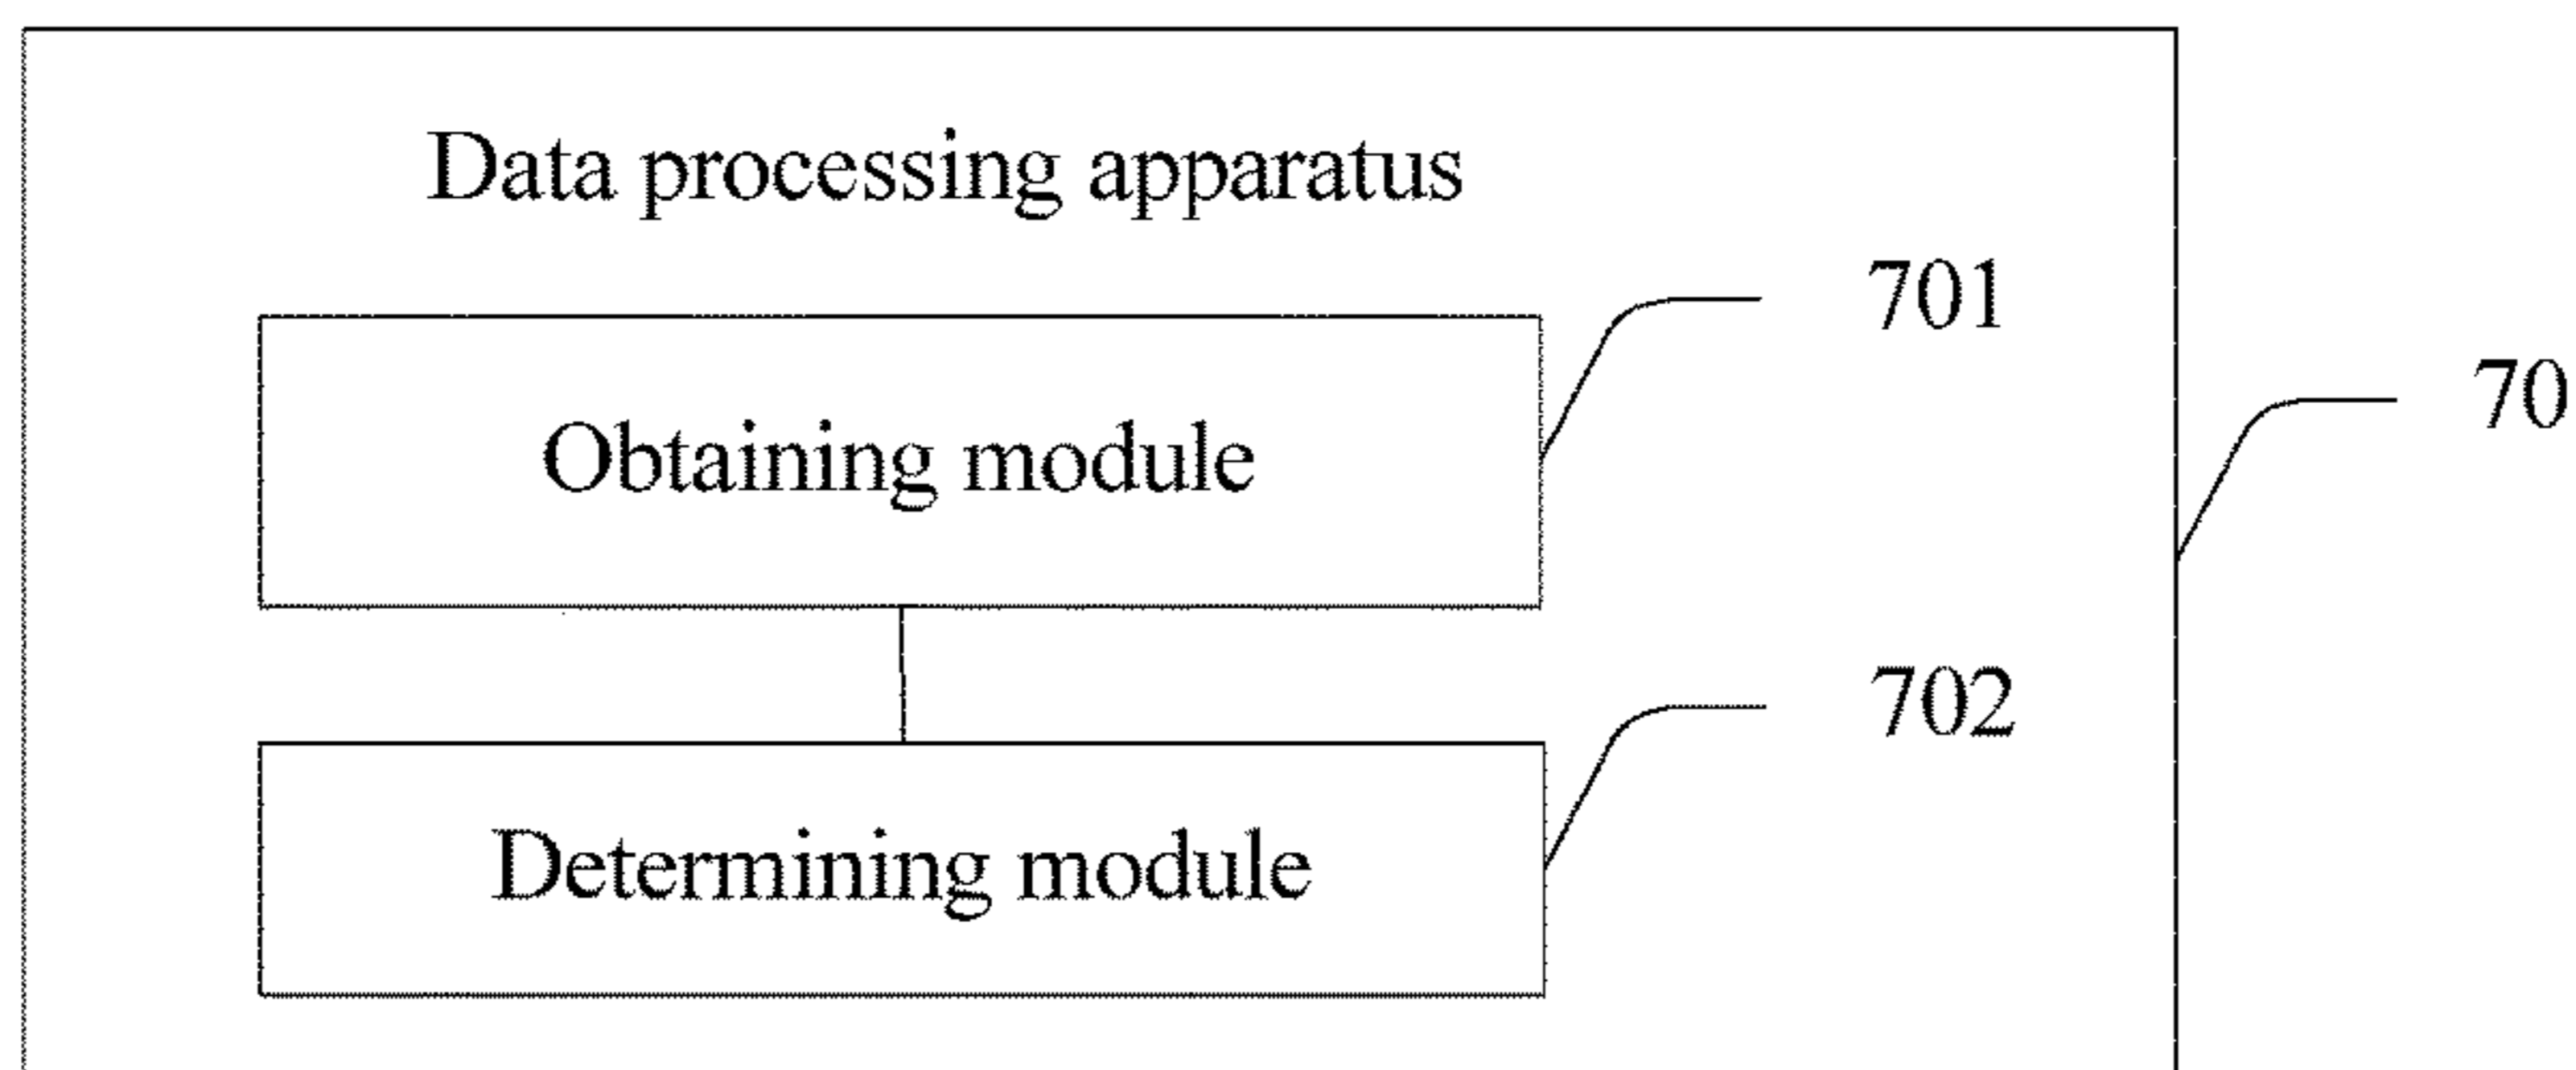 Data processing apparatus
701
70
Obtaining module
702
Determining module